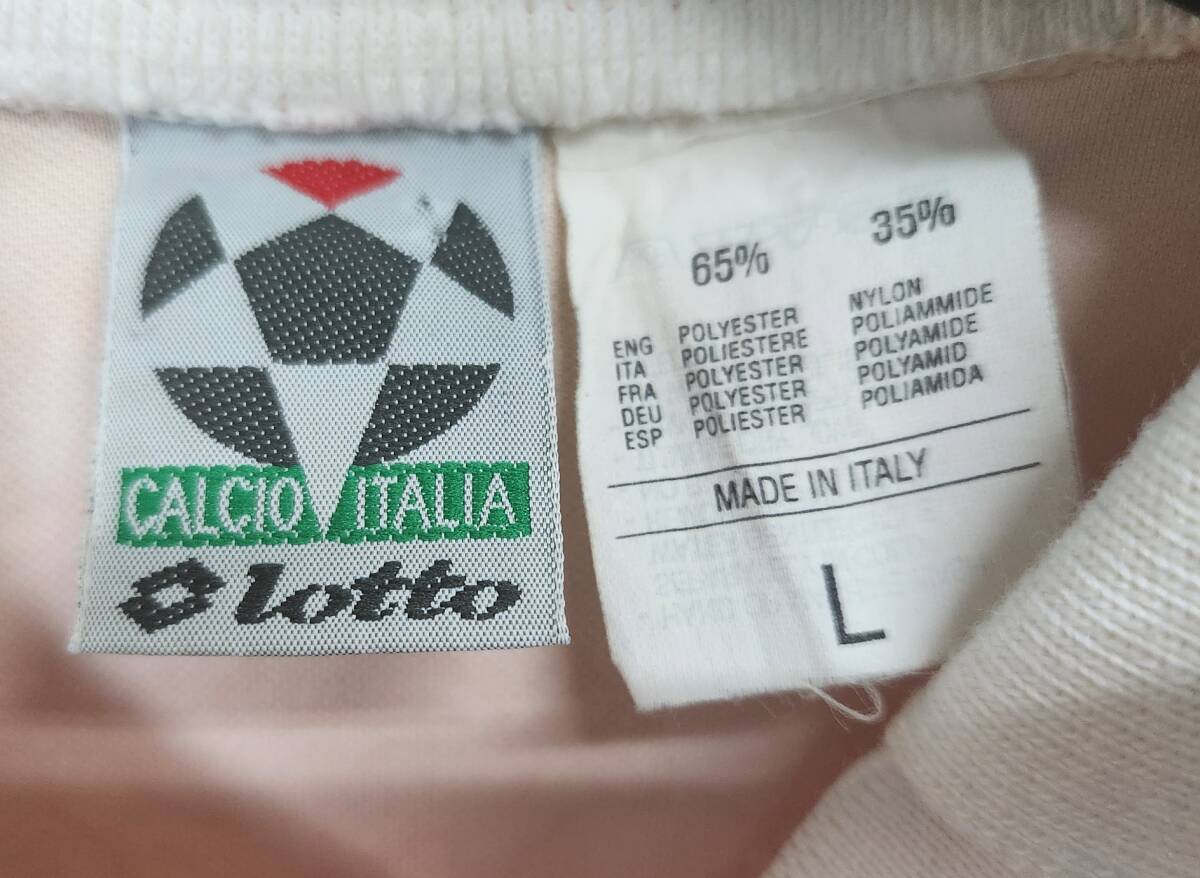 CALCIO ITALIA
lotto
65% 35%
ENG POLYESTER NYLON
ITA POLIESTERE POLIAMMIDE
FRA POLYESTER POLYAMIDE
DEU POLYESTER POLYAMID
ESP POLIESTER POLIAMIDA
MADE IN ITALY
L